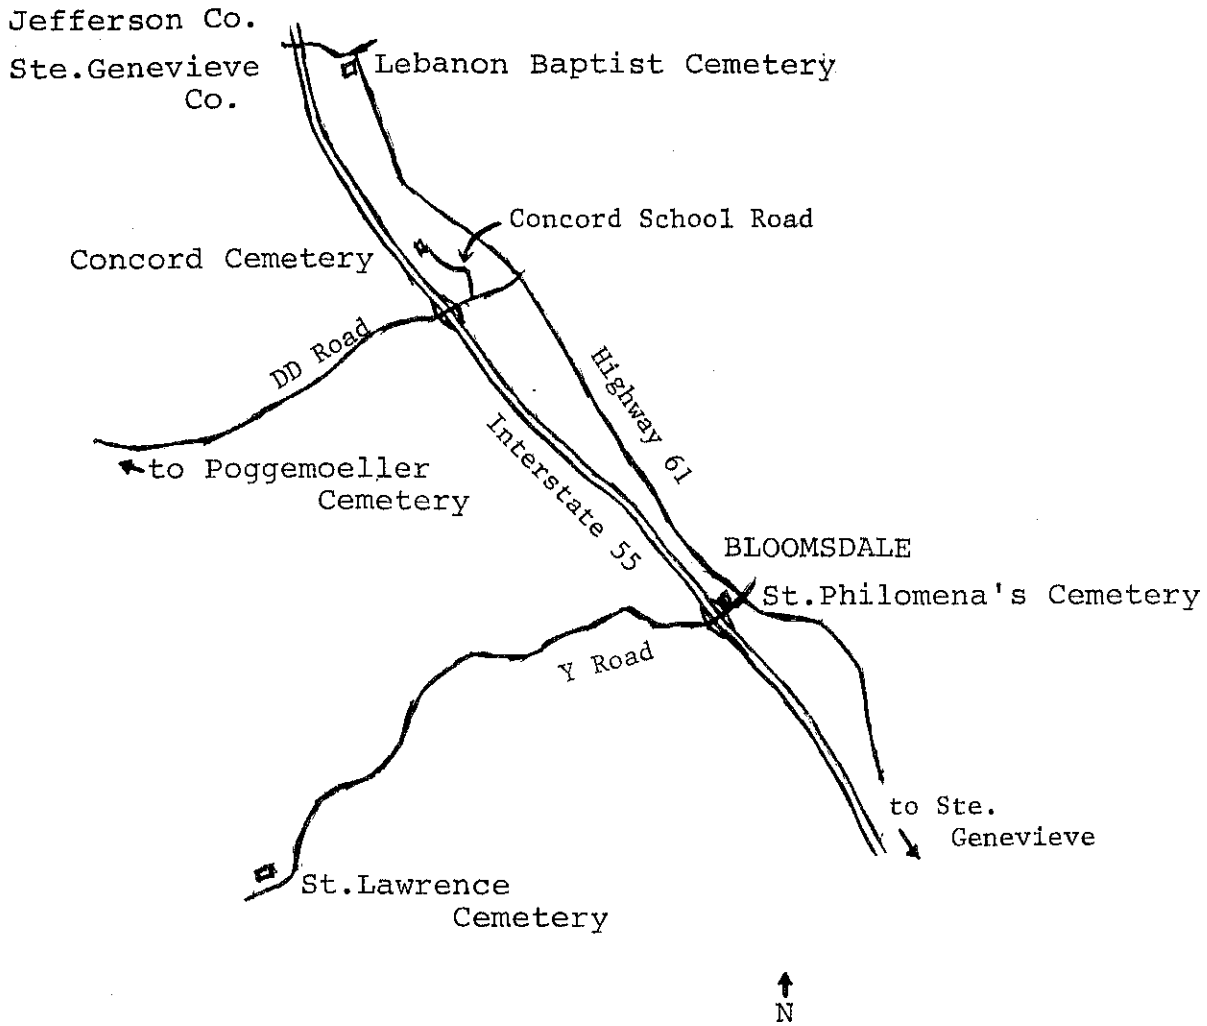 Jefferson Co.
Ste.Genevieve
Co.
Lebanon Baptist Cemetery
Concord School Road
Concord Cemetery
DD Road
Highway 61
to Poggemoeller
Cemetery
Interstate 55
BLOOMSDALE
St.Philomena's Cemetery
Y Road
to Ste.
Genevieve
St.Lawrence
Cemetery
N